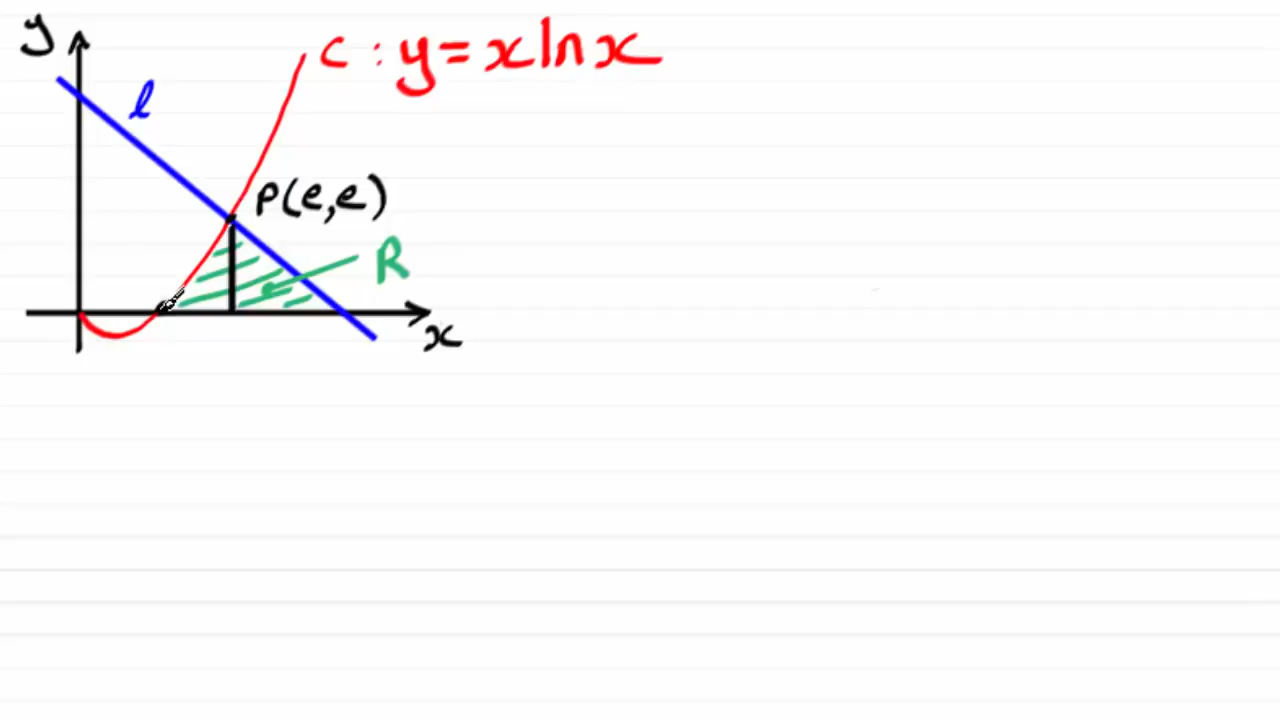 y
C : y = x ln x
l
P(e,e)
R
x